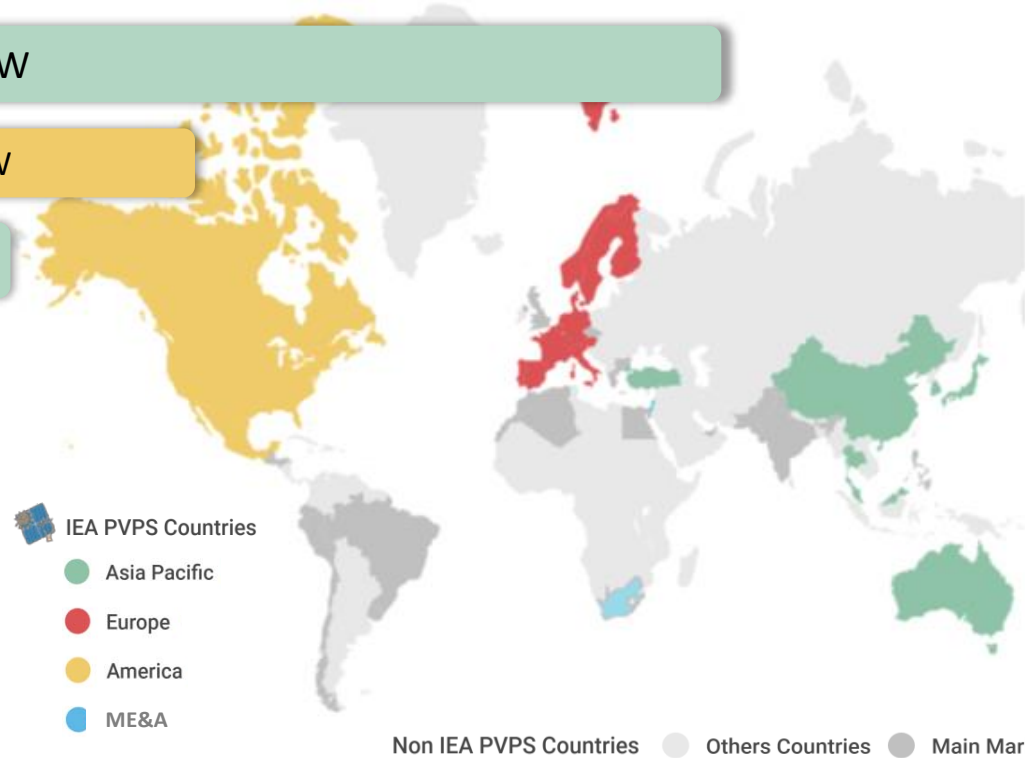 W
W
IEA PVPS Countries
Asia Pacific
Europe
America
ME&A
Non IEA PVPS Countries Others Countries Main Mar